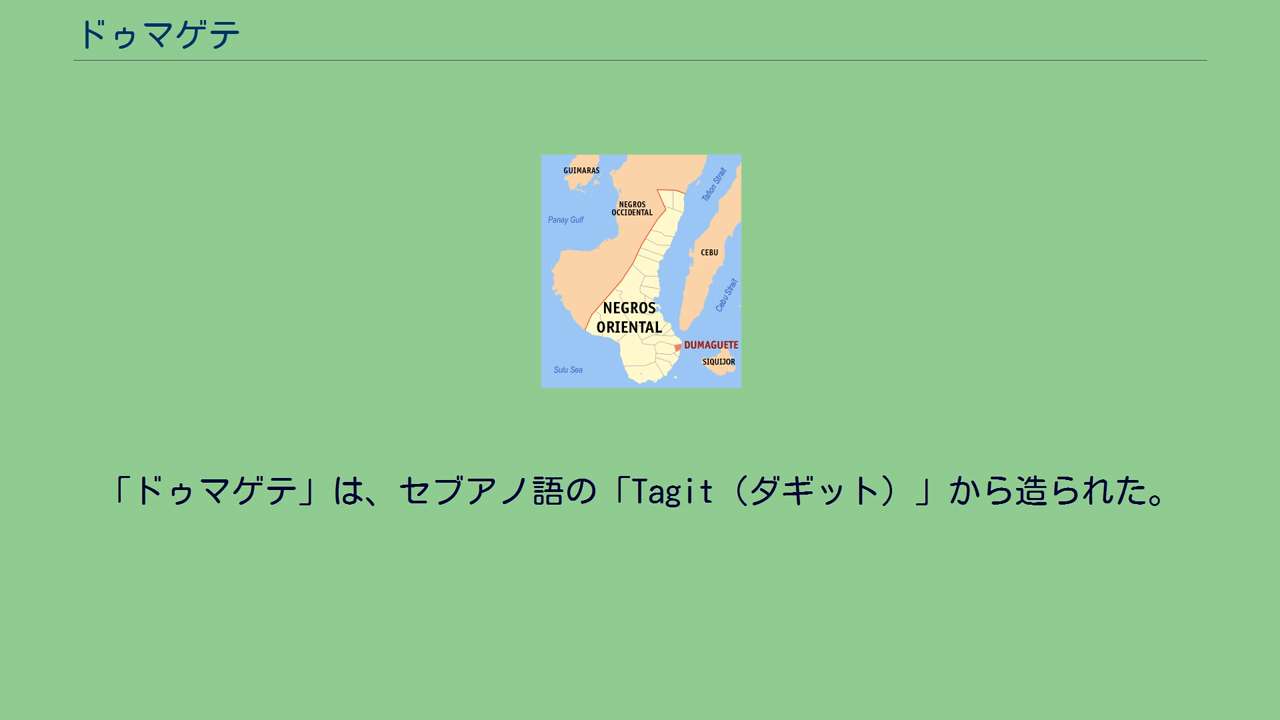 ドゥマゲテ
GUIMARAS
Tañon Strait
NEGROS
OCCIDENTAL
Panay Gulf
CEBU
Cebu Strait
NEGROS
ORIENTAL
DUMAGUETE
SIQUIJOR
Sulu Sea
「ドゥマゲテ」は、セブアノ語の「Tagit（ダギット）」から造られた。